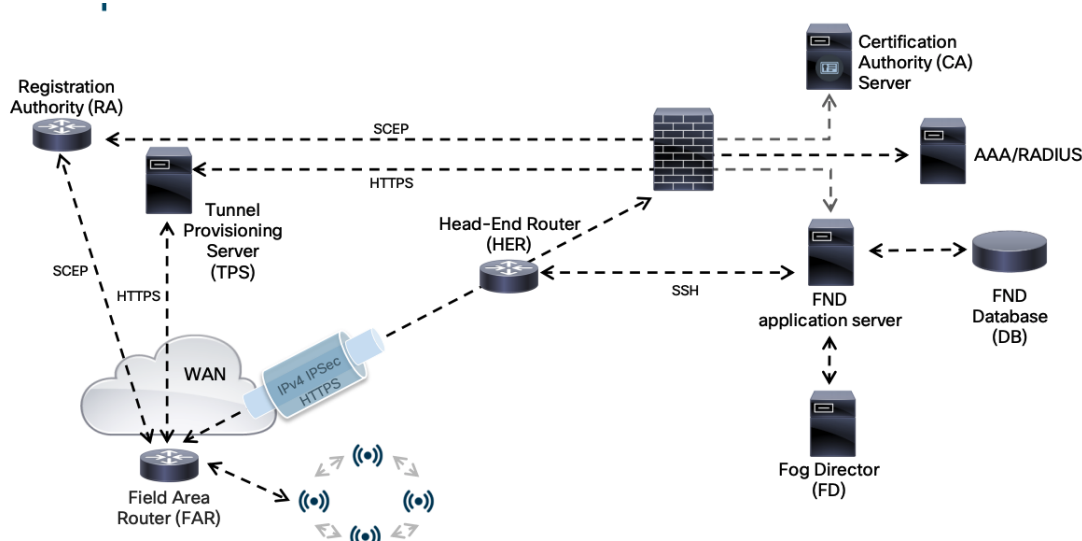 Certification
Authority (CA)
Server
Registration
Authority (RA)
SCEP
AAA/RADIUS
HTTPS
Tunnel
Provisioning
Server
(TPS)
Head-End Router
(HER)
SCEP
HTTPS
SSH
FND
application server
FND
Database
(DB)
WAN
IPv4 IPSec
HTTPS
Fog Director
(FD)
Field Area
Router (FAR)